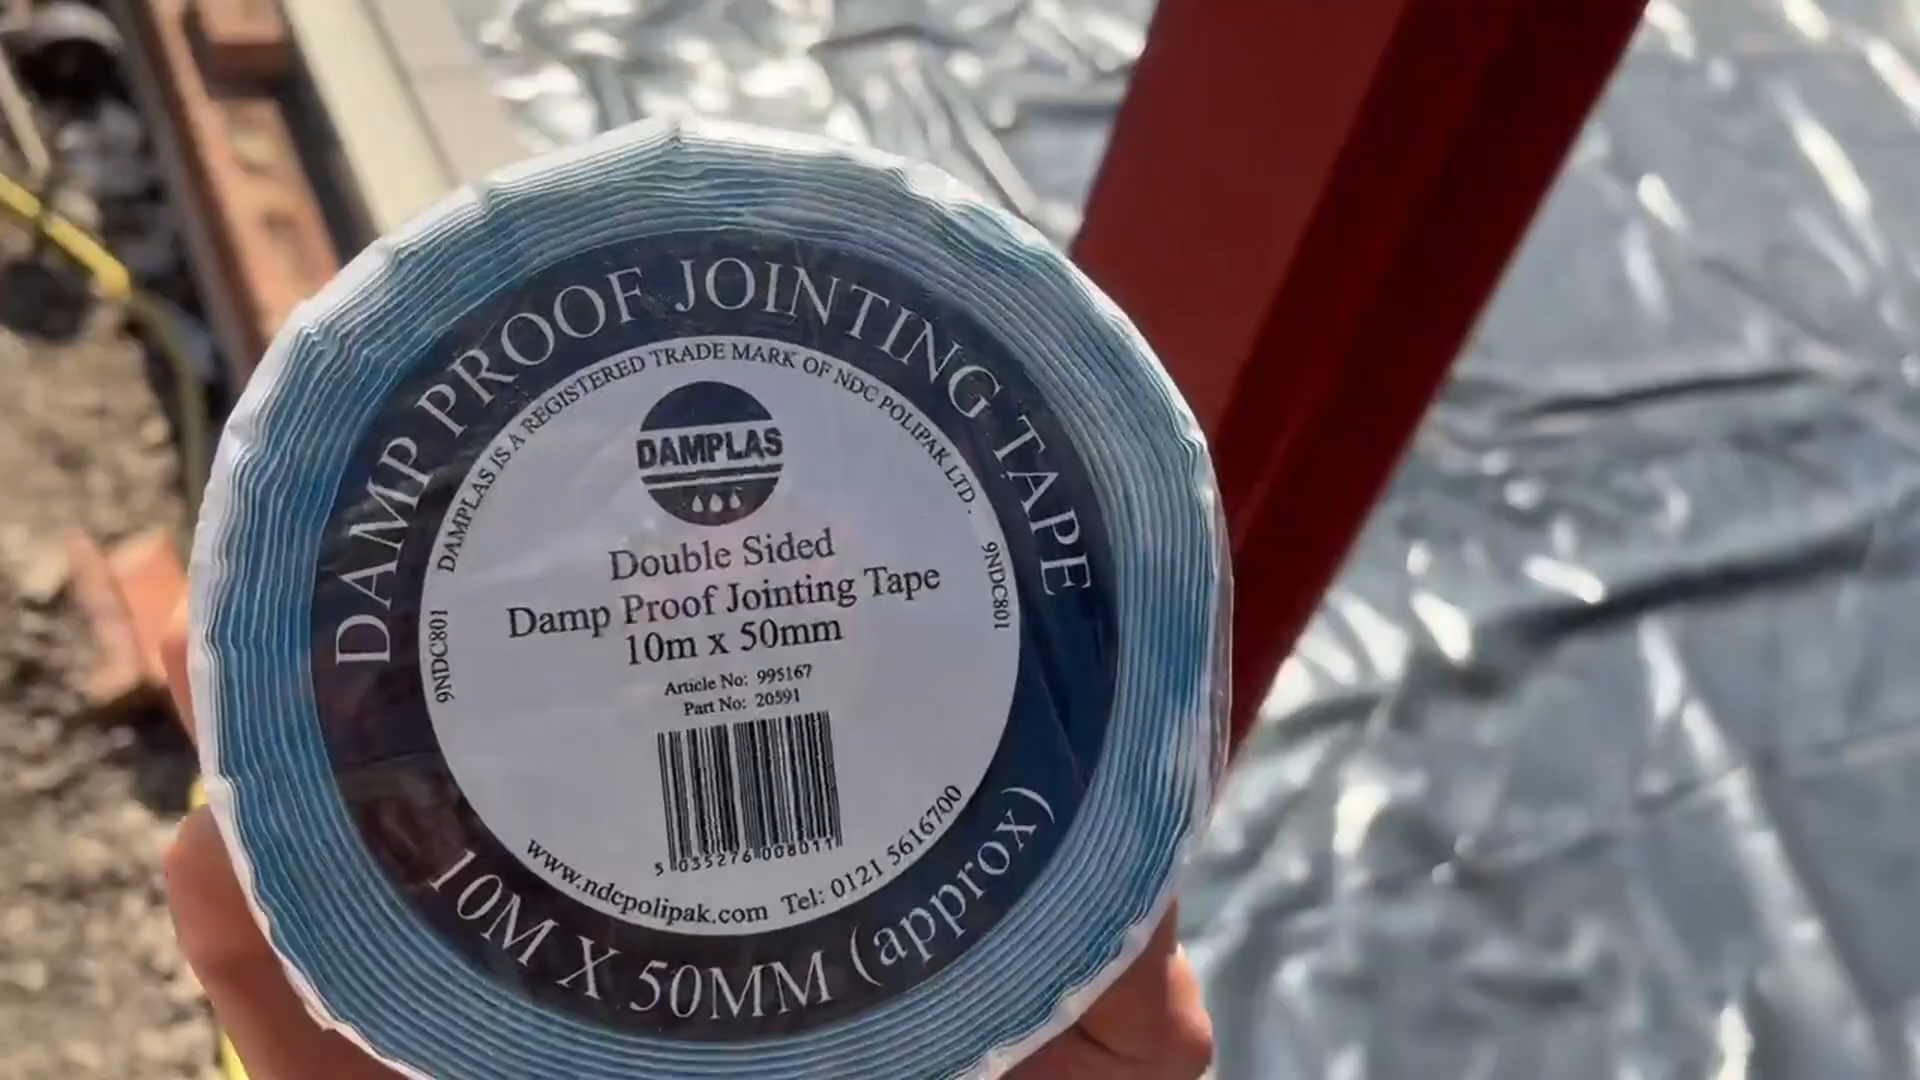 DAMP PROOF JOINTING TAPE
DAMPLAS IS A REGISTERED TRADE MARK OF NDC POLIPAK LTD.
DAMPLAS
Double Sided
Damp Proof Jointing Tape
10m x 50mm
Article No: 995167
Part No: 20591
9NDC801
9NDC801
5 035276 008011
www.ndcpolipak.com Tel: 0121 5616700
10M X 50MM (approx)